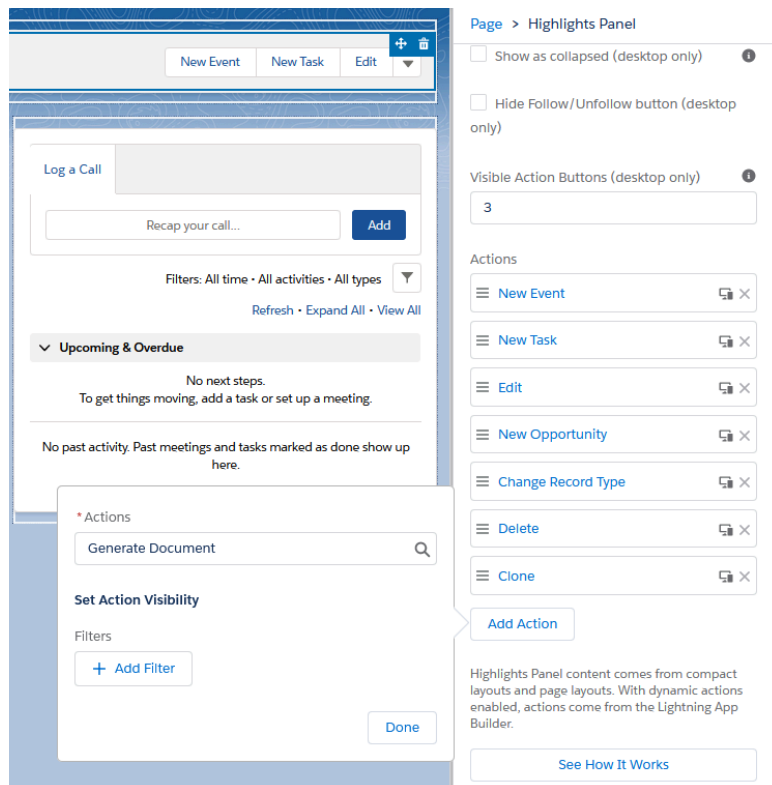 New Event
New Task
Edit
Log a Call
Recap your call...
Add
Filters: All time • All activities • All types
Refresh • Expand All • View All
Upcoming & Overdue
No next steps.
To get things moving, add a task or set up a meeting.
No past activity. Past meetings and tasks marked as done show up
here.
* Actions
Generate Document
Set Action Visibility
Filters
+ Add Filter
Done
Page > Highlights Panel
Show as collapsed (desktop only)
Hide Follow/Unfollow button (desktop
only)
Visible Action Buttons (desktop only)
3
Actions
New Event
New Task
Edit
New Opportunity
Change Record Type
Delete
Clone
Add Action
Highlights Panel content comes from compact
layouts and page layouts. With dynamic actions
enabled, actions come from the Lightning App
Builder.
See How It Works